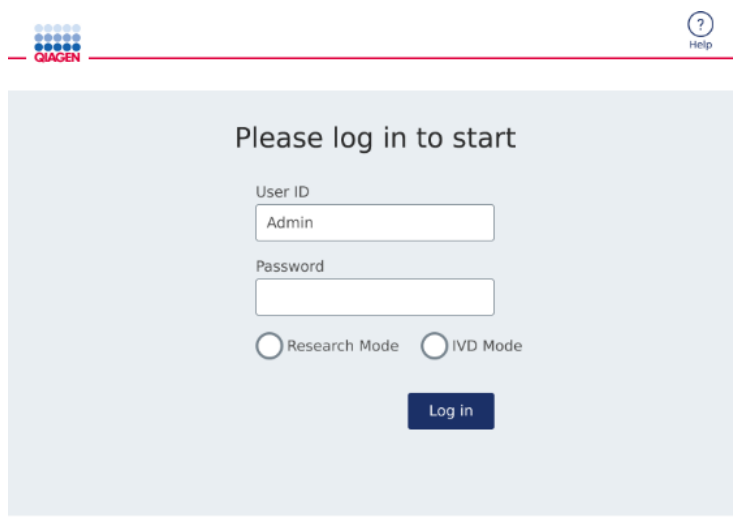 QIAGEN
?
Help
Please log in to start
User ID
Admin
Password
Research Mode IVD Mode
Log in